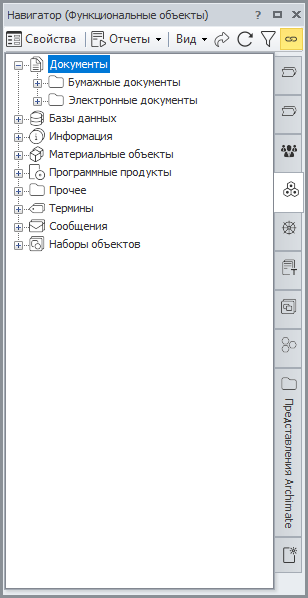 Навигатор (Функциональные объекты)
Свойства Отчеты Вид
Документы
Бумажные документы
Электронные документы
Базы данных
Информация
Материальные объекты
Программные продукты
Прочее
Термины
Сообщения
Наборы объектов
Представления Archimate